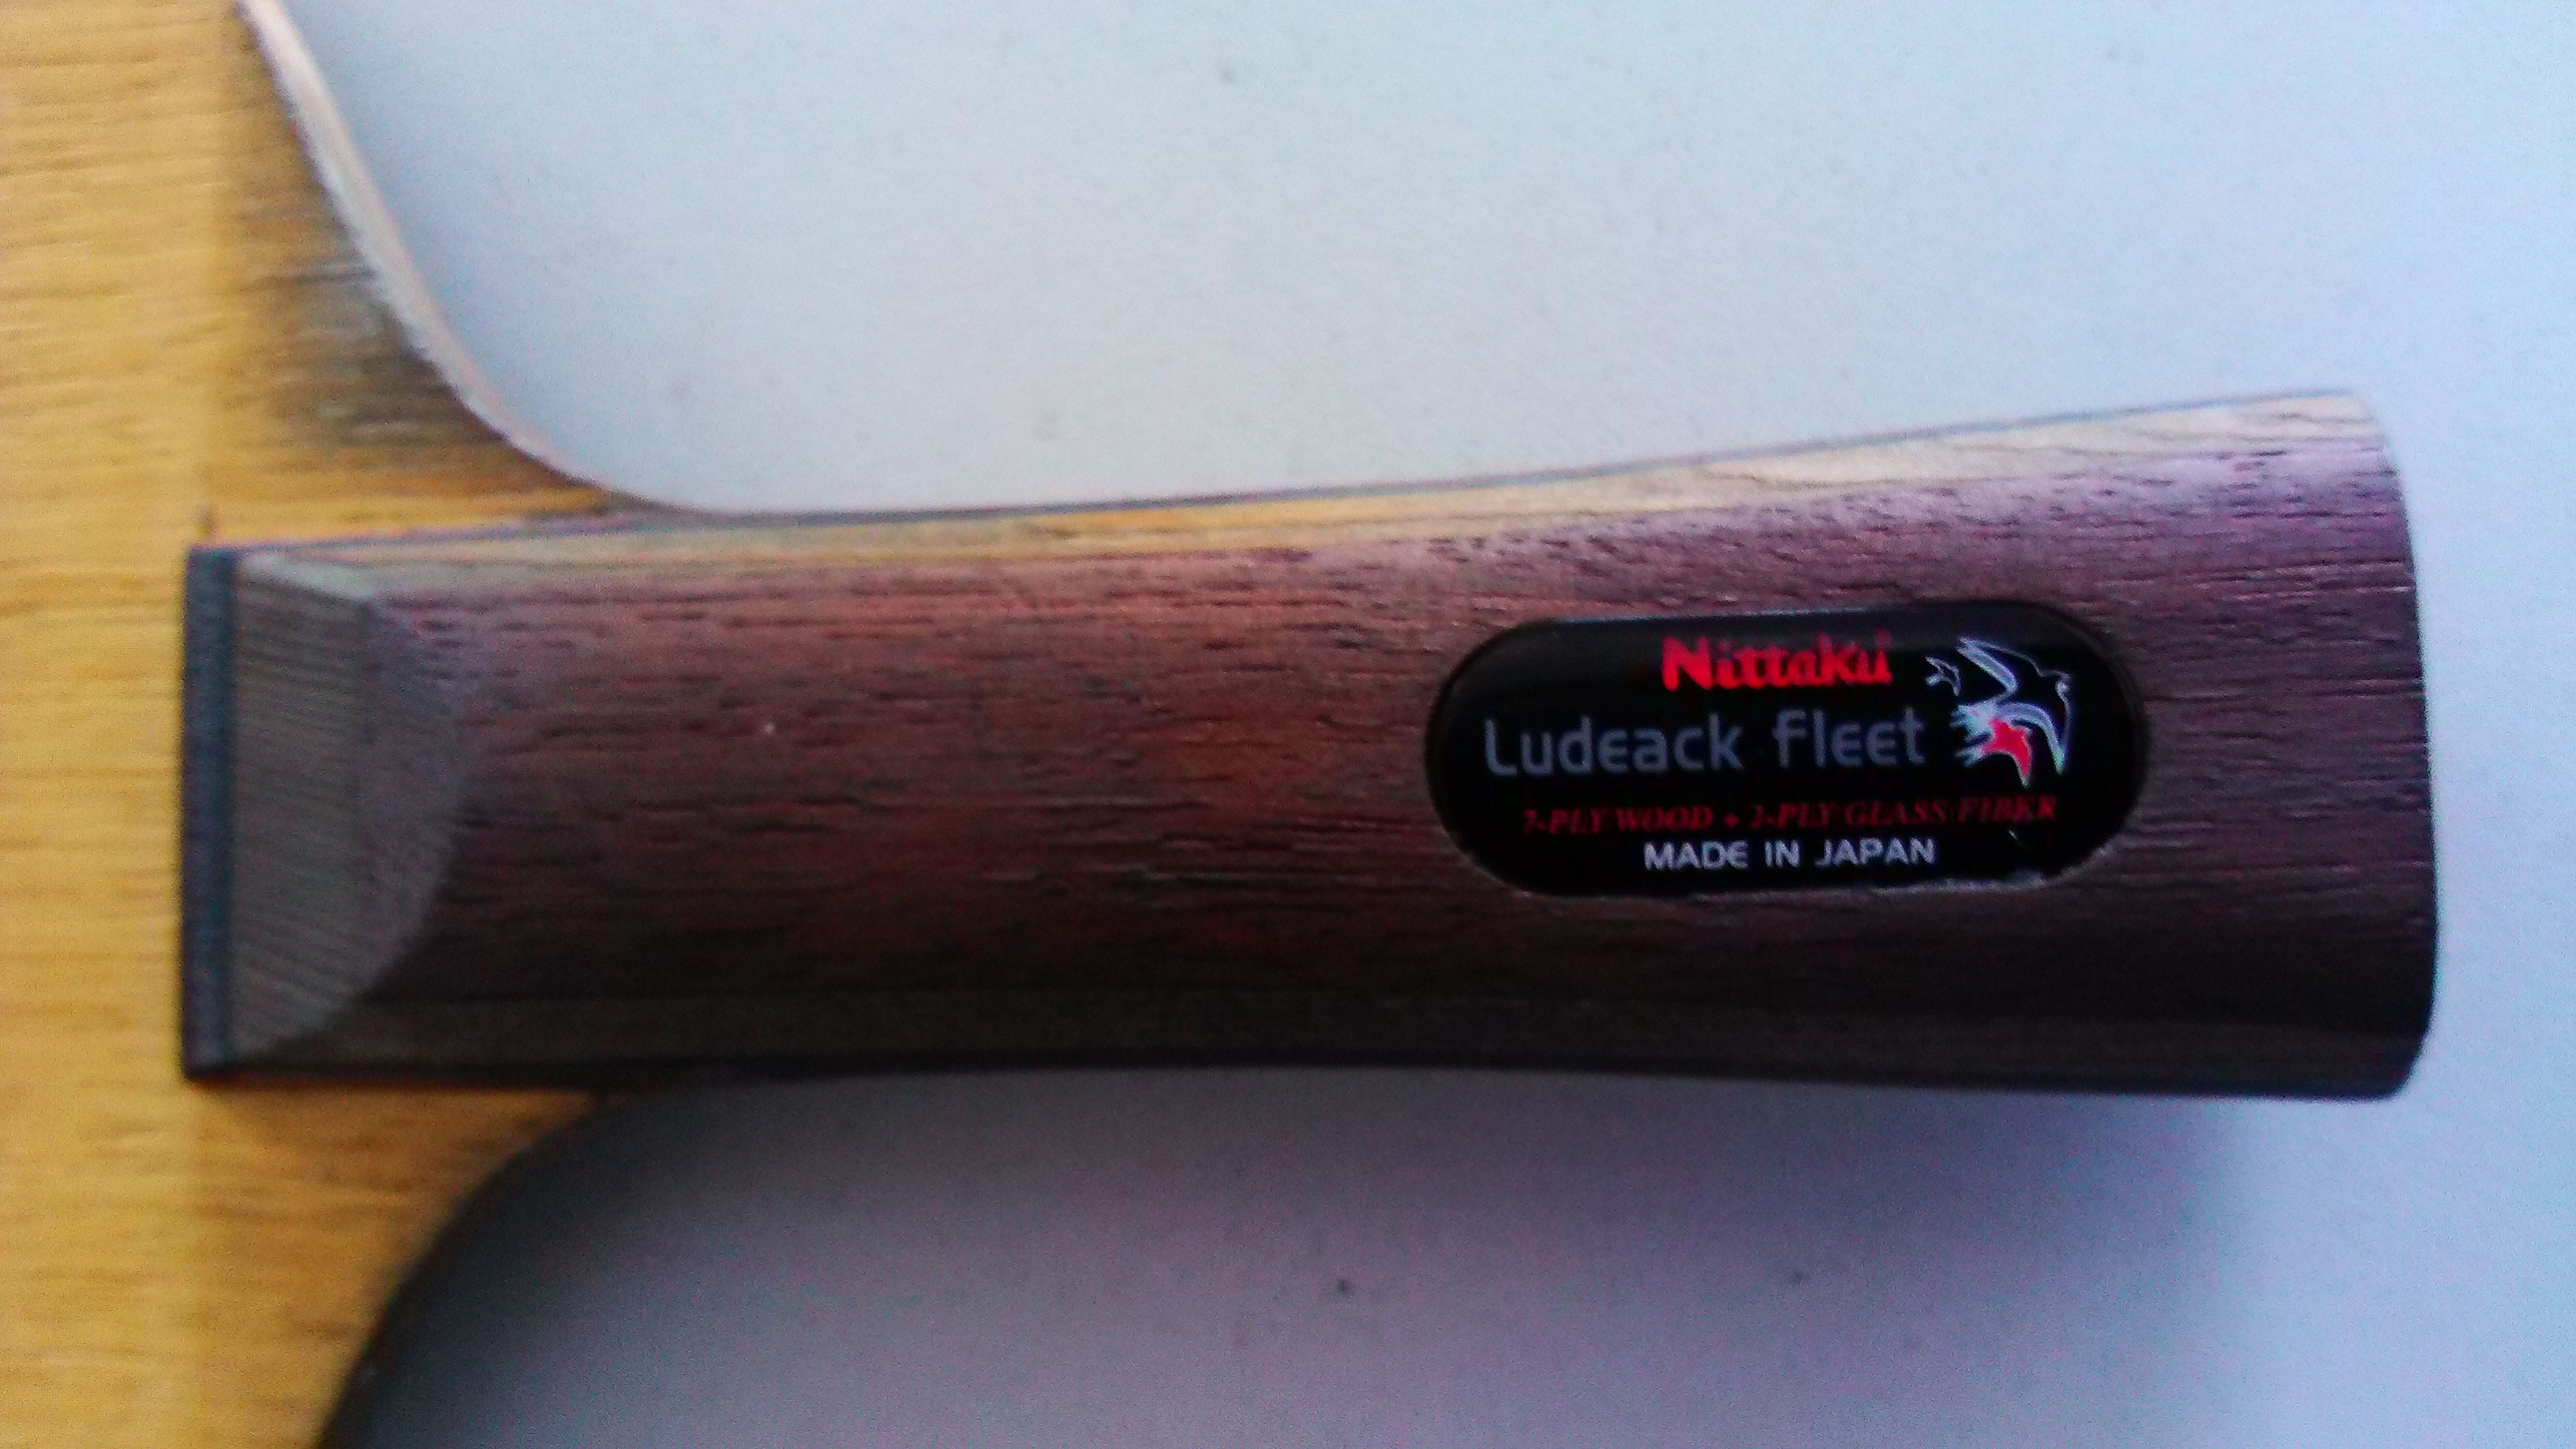 Nittaku
Ludeack fleet
7-PLY WOOD + 2-PLY GLASS FIBER
MADE IN JAPAN